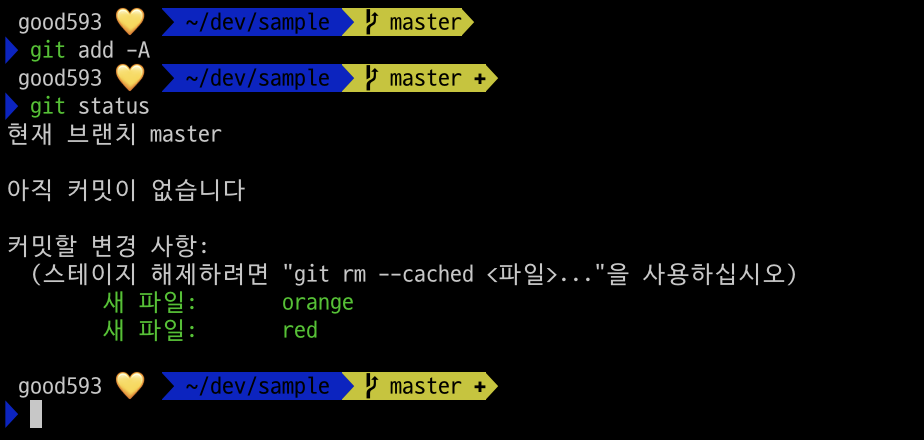 good593 💛 ~/dev/sample master
git add -A
good593 💛 ~/dev/sample master +
git status
현재 브랜치 master
아직 커밋이 없습니다
커밋할 변경 사항:
(스테이지 해제하려면 "git rm --cached <파일>..."을 사용하십시오)
새 파일: orange
새 파일: red
good593 💛 ~/dev/sample master +